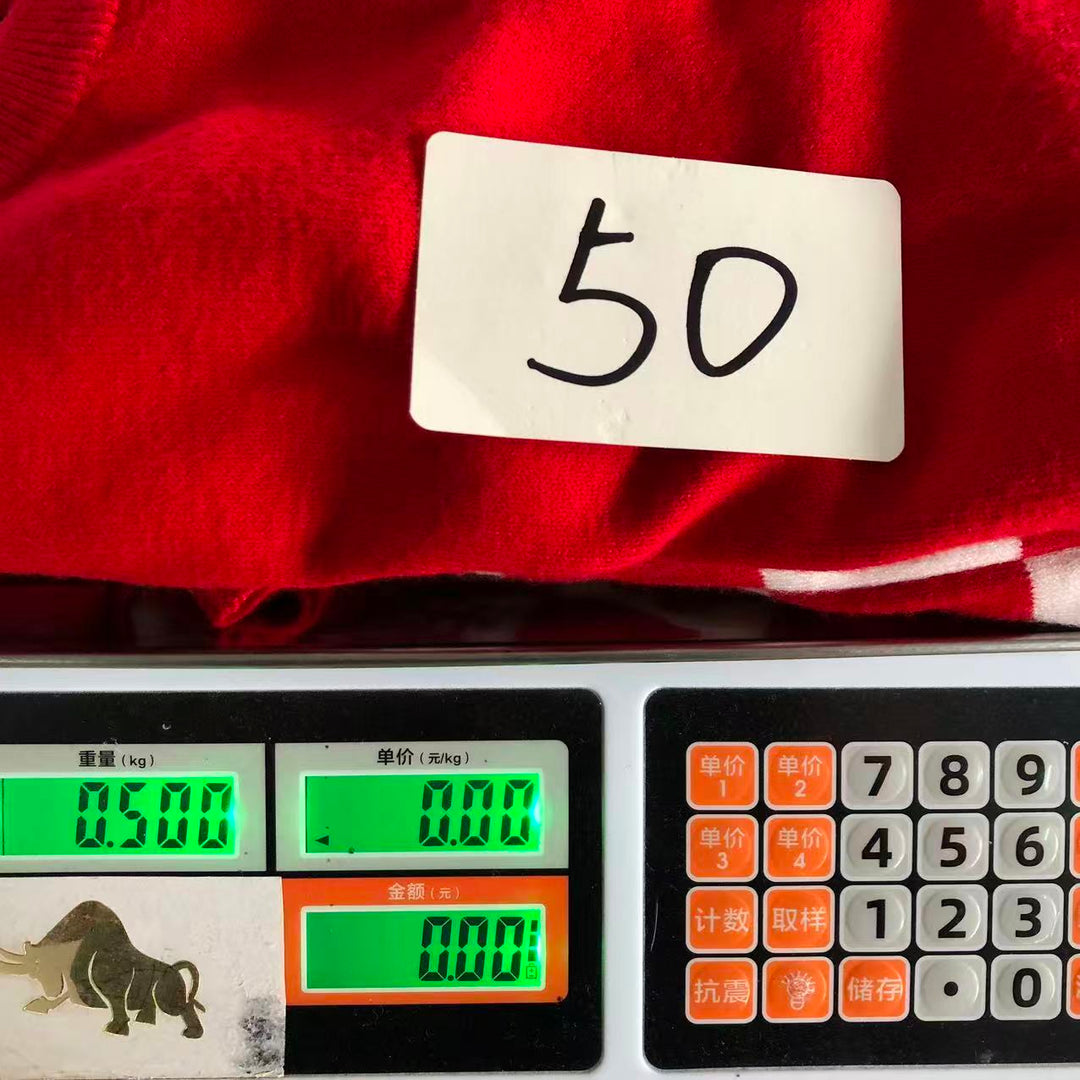 50
重量(kg)
0.500
单价(元/kg)
0.00
金额(元)
0.00
单价1 单价2 7 8 9
单价3 单价4 4 5 6
计数 取样 1 2 3
抗震 储存 • 0